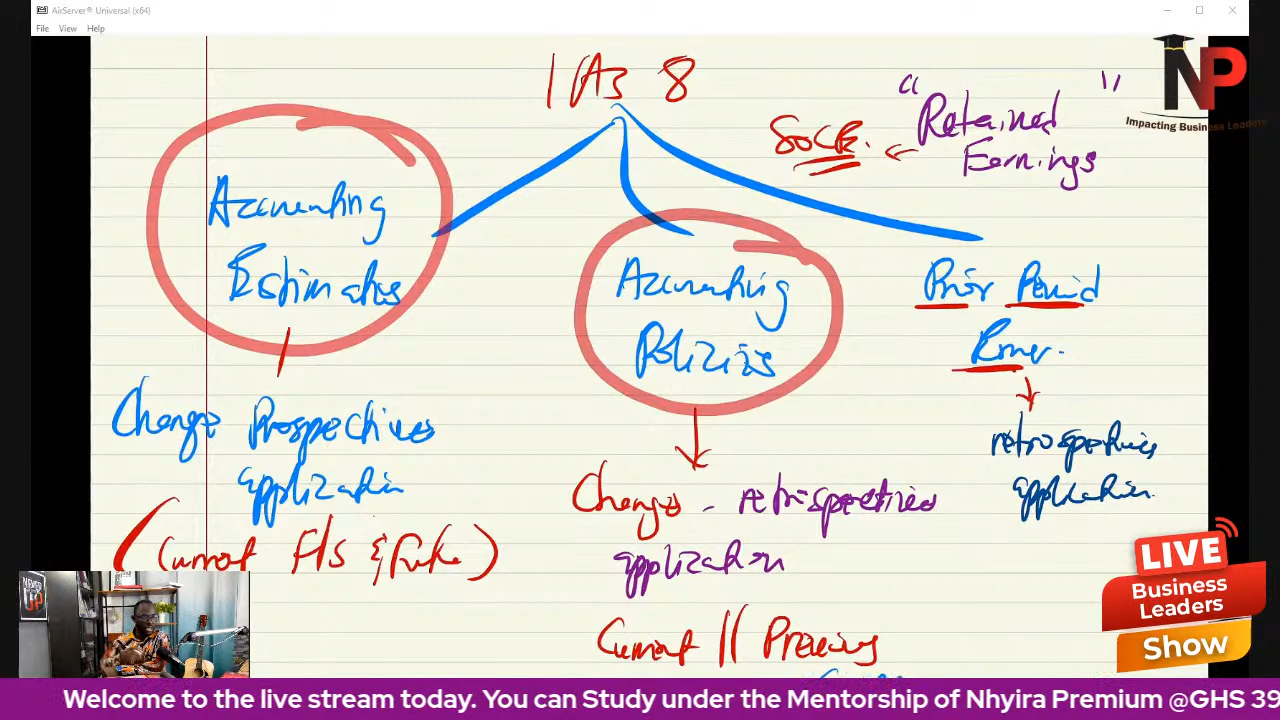 AirServer® Universal (x64)
File View Help
IAS 8
"Retained
Earnings"
SOCE.
NP
Impacting Business Leaders
Accounting
Estimates
Accounting
Policies
Prior Period
Error.
Change Prospective
application
(Current F/S & Future)
Changes - retrospective
application
retrospective
application.
Current || Previous
LIVE
Business
Leaders
Show
Welcome to the live stream today. You can Study under the Mentorship of Nhyira Premium @GHS 39